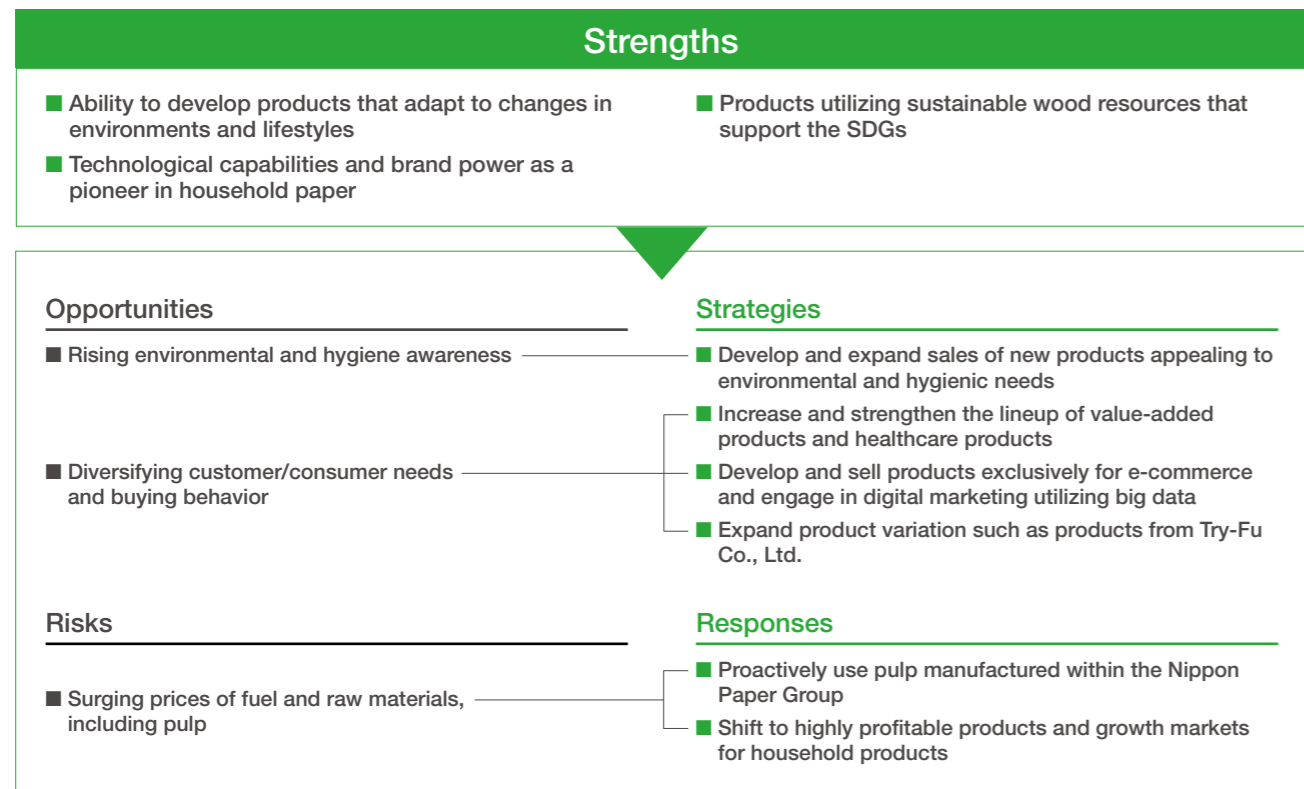 Strengths
■ Ability to develop products that adapt to changes in
environments and lifestyles
■ Technological capabilities and brand power as a
pioneer in household paper
■ Products utilizing sustainable wood resources that
support the SDGs
Opportunities
■ Rising environmental and hygiene awareness
■ Diversifying customer/consumer needs
and buying behavior
Strategies
■ Develop and expand sales of new products appealing to
environmental and hygienic needs
■ Increase and strengthen the lineup of value-added
products and healthcare products
■ Develop and sell products exclusively for e-commerce
and engage in digital marketing utilizing big data
■ Expand product variation such as products from Try-Fu
Co., Ltd.
Risks
■ Surging prices of fuel and raw materials,
including pulp
Responses
■ Proactively use pulp manufactured within the Nippon
Paper Group
■ Shift to highly profitable products and growth markets
for household products